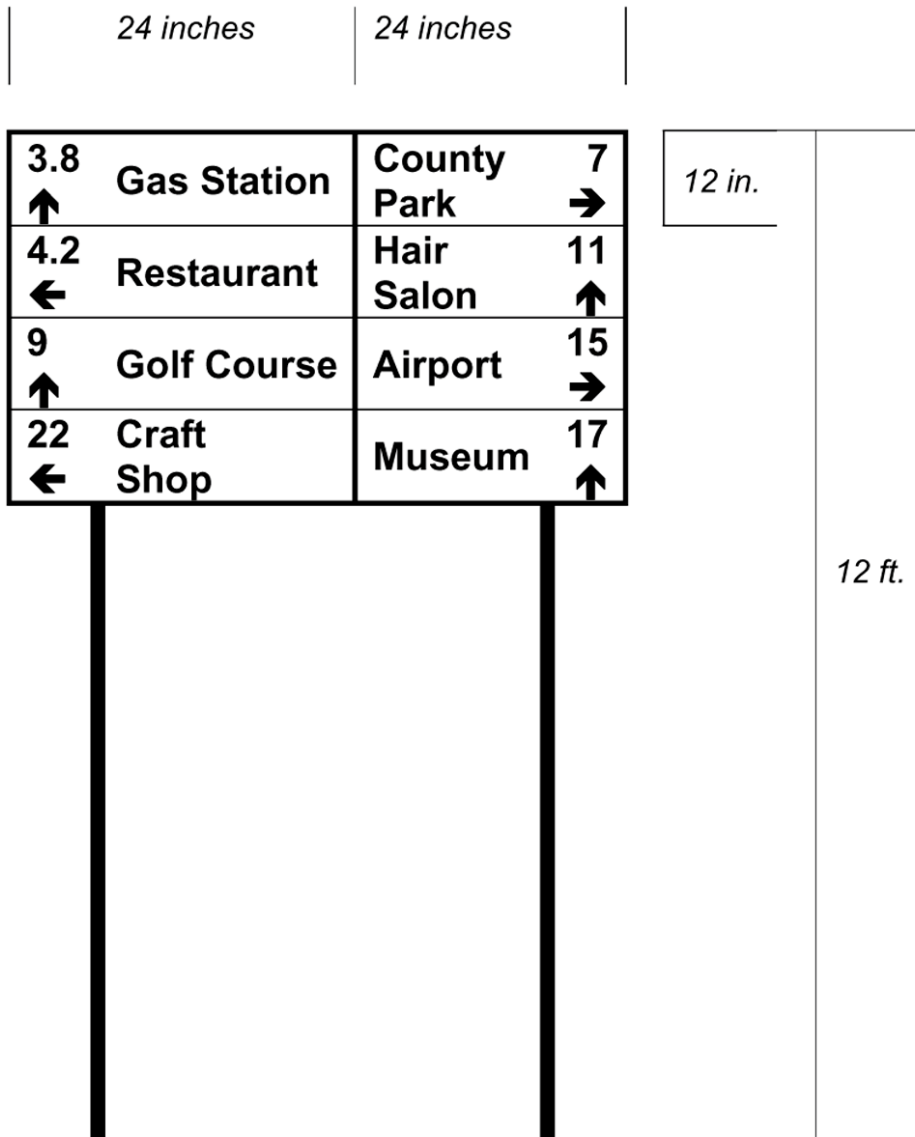 24 inches
24 inches
3.8
↑
Gas Station
County
Park
7
→
12 in.
4.2
←
Restaurant
Hair
Salon
11
↑
9
↑
Golf Course
Airport
15
→
22
←
Craft
Shop
Museum
17
↑
12 ft.